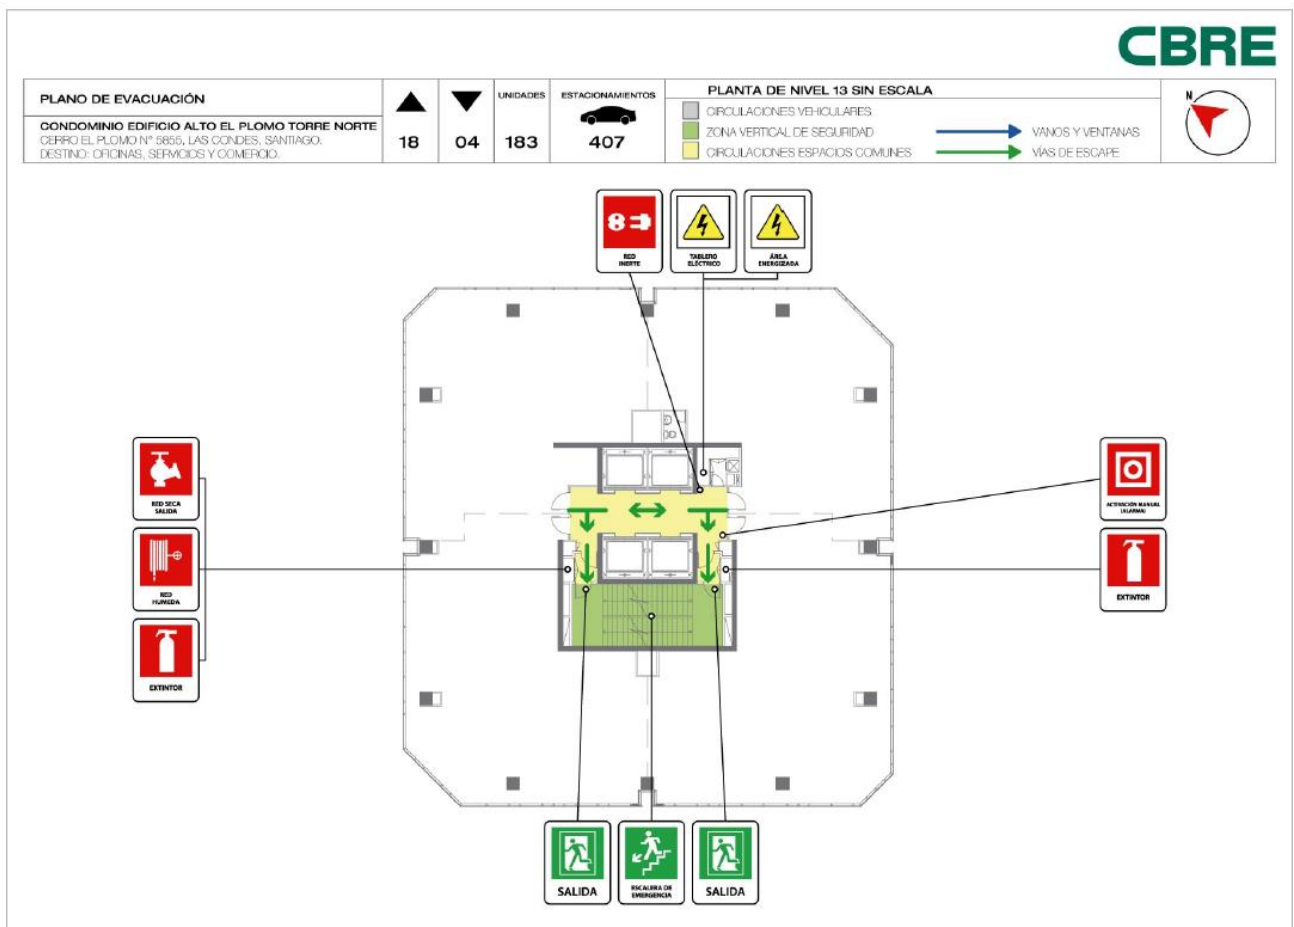 CBRE
PLANO DE EVACUACIÓN
CONDOMINIO EDIFICIO ALTO EL PLOMO TORRE NORTE
CERRO EL PLOMO N° 5855, LAS CONDES, SANTIAGO.
DESTINO: OFICINAS, SERVICIOS Y COMERCIO.
18
04
UNIDADES
183
ESTACIONAMIENTOS
407
PLANTA DE NIVEL 13 SIN ESCALA
CIRCULACIONES VEHICULARES
ZONA VERTICAL DE SEGURIDAD
CIRCULACIONES ESPACIOS COMUNES
VANOS Y VENTANAS
VÍAS DE ESCAPE
N
RED
INERTE
TABLERO
ELÉCTRICO
ÁREA
ENERGIZADA
RED SECA
SALIDA
RED
HUMEDA
EXTINTOR
ACTIVACIÓN MANUAL
(ALARMA)
EXTINTOR
SALIDA
ESCALERA DE
EMERGENCIA
SALIDA